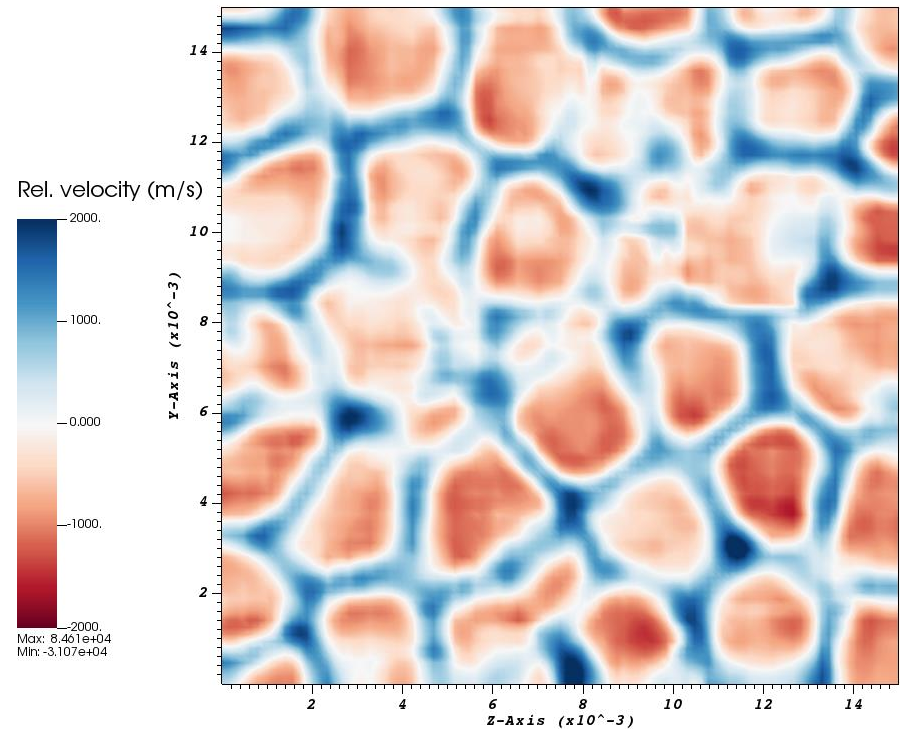 Rel. velocity (m/s)
2000.
1000.
0.000
-1000.
-2000.
Max: 8.461e+04
Min: -3.107e+04
14
12
10
8
6
4
2
Y-Axis (x10^-3)
2 4 6 8 10 12 14
Z-Axis (x10^-3)